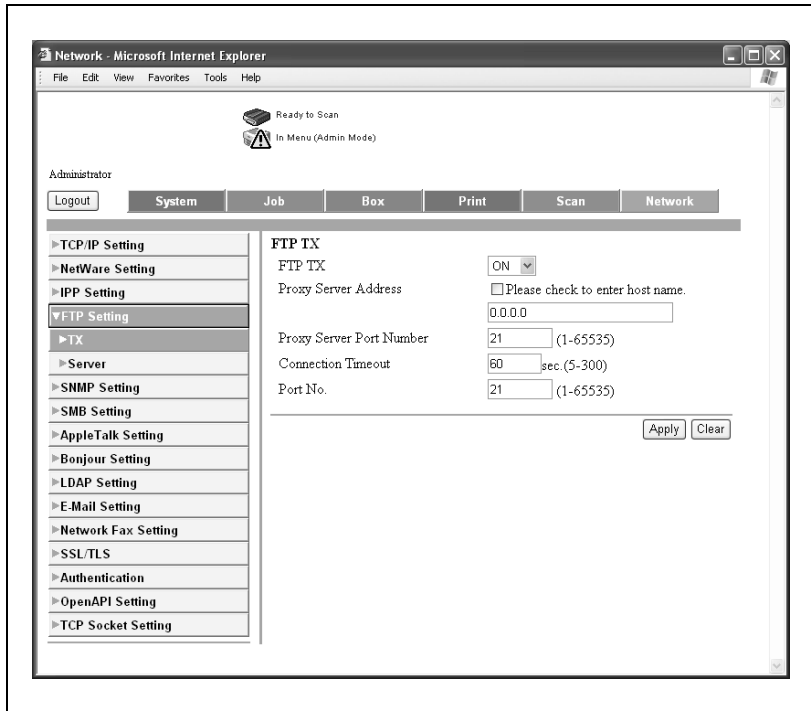 Network - Microsoft Internet Explorer
File Edit View Favorites Tools Help
Ready to Scan
In Menu (Admin Mode)
Administrator
Logout
System Job Box Print Scan Network
TCP/IP Setting
NetWare Setting
IPP Setting
FTP Setting
TX
Server
SNMP Setting
SMB Setting
AppleTalk Setting
Bonjour Setting
LDAP Setting
E-Mail Setting
Network Fax Setting
SSL/TLS
Authentication
OpenAPI Setting
TCP Socket Setting
FTP TX
FTP TX ON
Proxy Server Address Please check to enter host name.
0.0.0.0
Proxy Server Port Number 21 (1-65535)
Connection Timeout 60 sec.(5-300)
Port No. 21 (1-65535)
Apply Clear